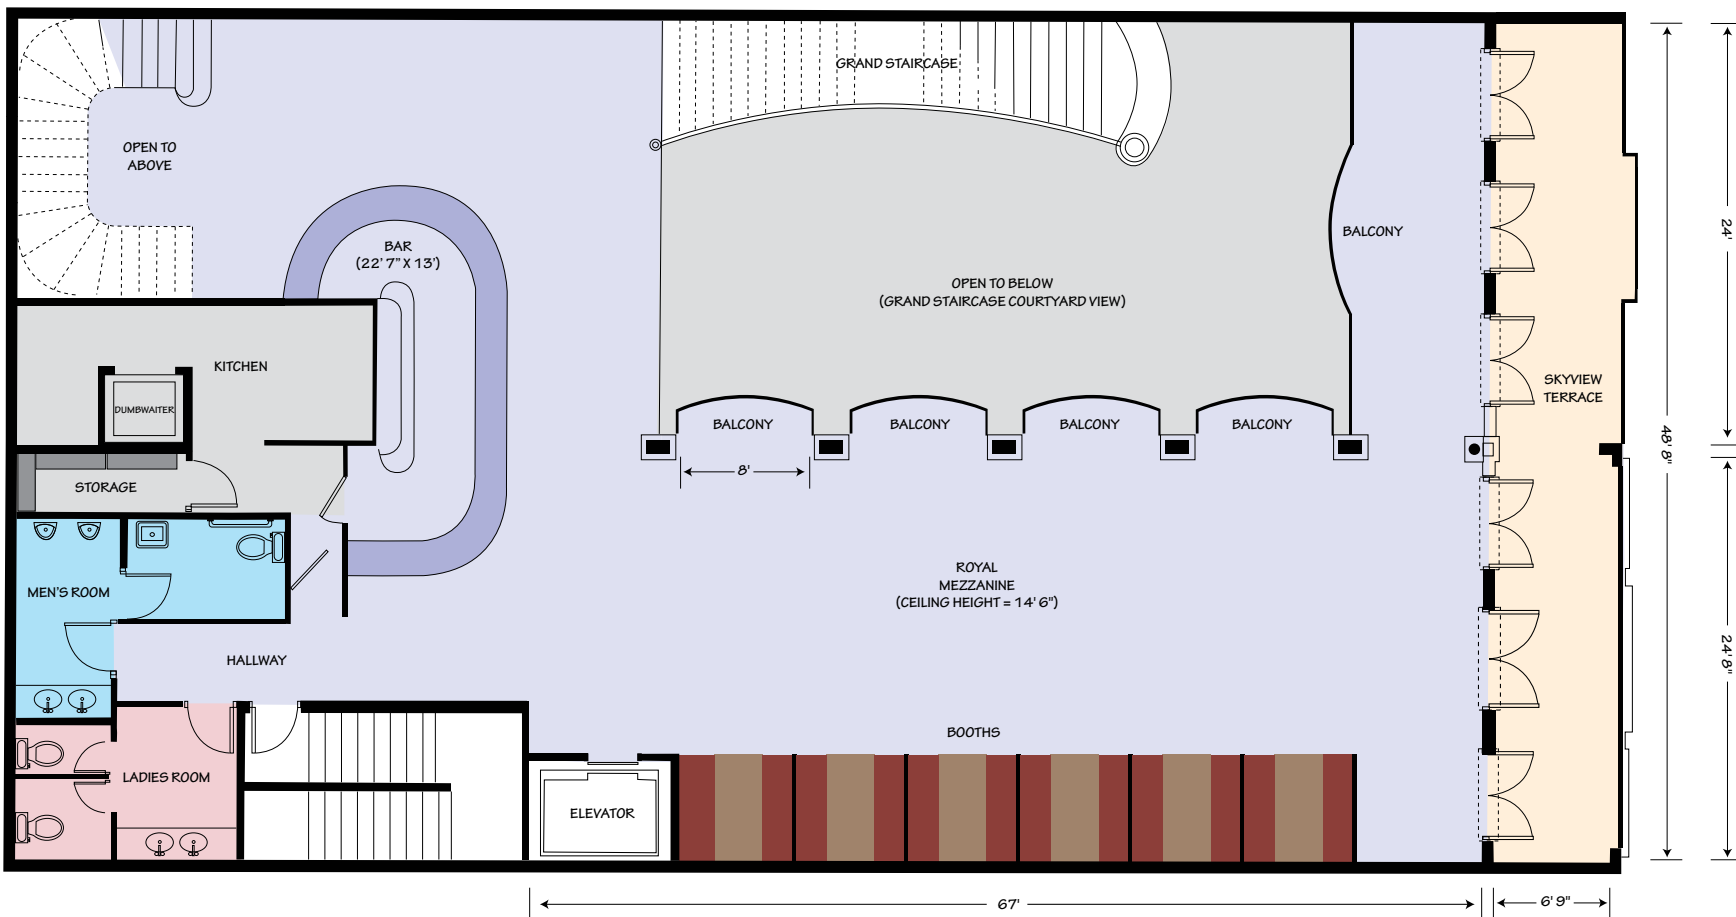 GRAND STAIRCASE
OPEN TO
ABOVE
BALCONY
24'
BAR
(22' 7" X 13')
OPEN TO BELOW
(GRAND STAIRCASE COURTYARD VIEW)
KITCHEN
DUMBWAITER
SKYVIEW
TERRACE
BALCONY
BALCONY
BALCONY
BALCONY
48' 8"
8'
STORAGE
ROYAL
MEZZANINE
(CEILING HEIGHT = 14' 6")
MEN'S ROOM
HALLWAY
24' 8"
BOOTHS
LADIES ROOM
ELEVATOR
67'
6' 9"